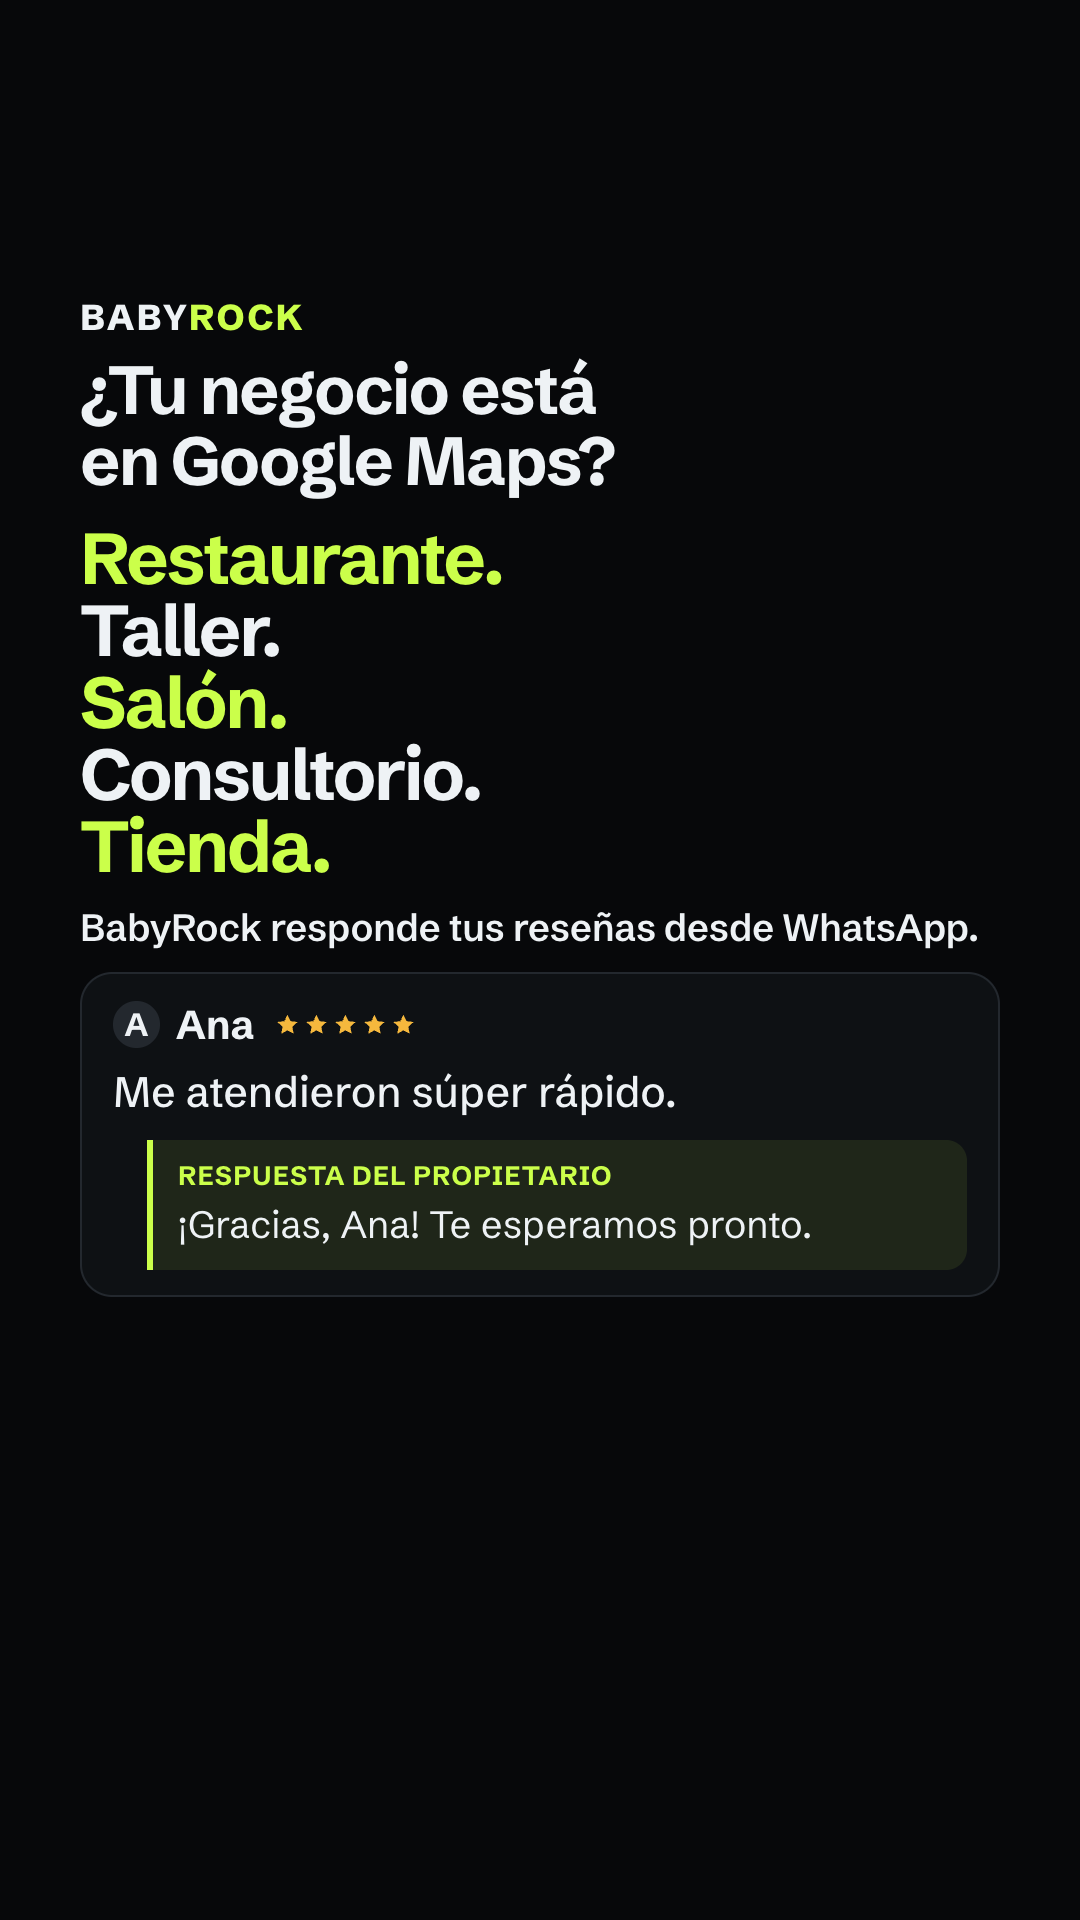 BABYROCK
¿Tu negocio está
en Google Maps?
Restaurante.
Taller.
Salón.
Consultorio.
Tienda.
BabyRock responde tus reseñas desde WhatsApp.
A Ana ★★★★★
Me atendieron súper rápido.
RESPUESTA DEL PROPIETARIO
¡Gracias, Ana! Te esperamos pronto.